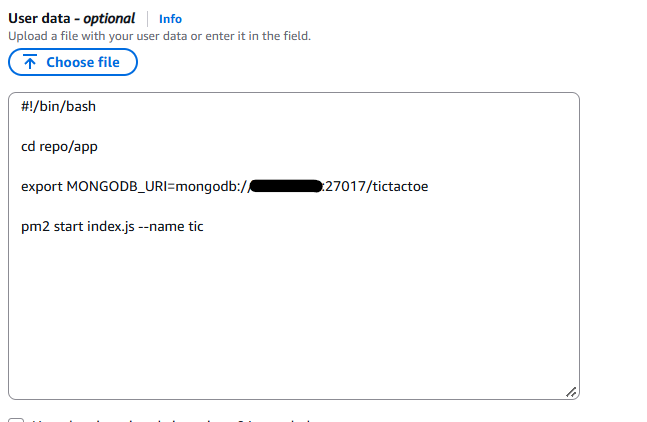 User data - optional Info
Upload a file with your user data or enter it in the field.
Choose file
#!/bin/bash
cd repo/app
export MONGODB_URI=mongodb:// :27017/tictactoe
pm2 start index.js --name tic